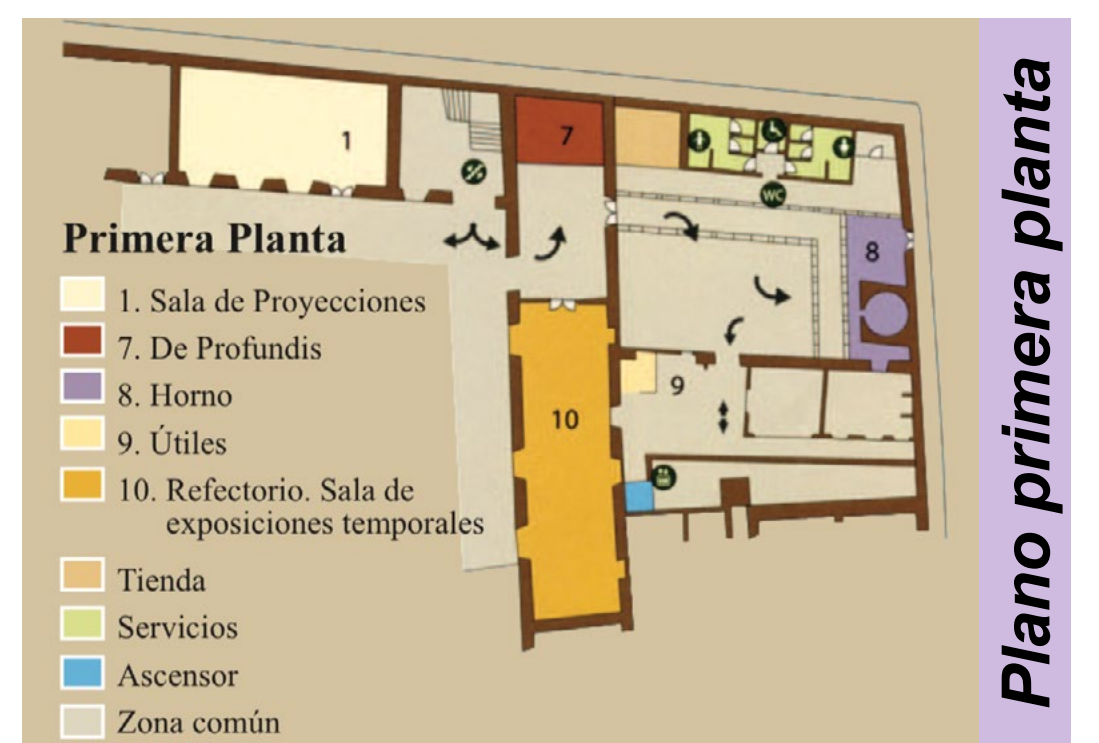 1
7
WC
8
9
10
Primera Planta
1. Sala de Proyecciones
7. De Profundis
8. Horno
9. Útiles
10. Refectorio. Sala de
exposiciones temporales
Tienda
Servicios
Ascensor
Zona común
Plano primera planta